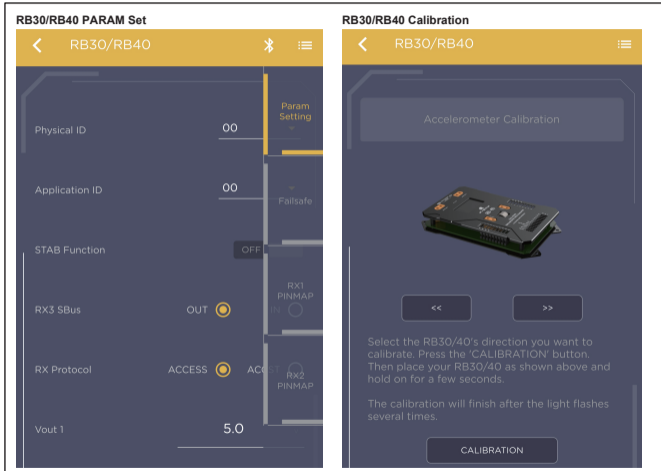 RB30/RB40 PARAM Set
RB30/RB40
Param
Setting
Physical ID 00
Application ID 00
Failsafe
STAB Function OFF
RX1
PINMAP
RX3 SBus OUT IN
RX Protocol ACCESS
RX2
PINMAP
Vout 1 5.0
RB30/RB40 Calibration
RB30/RB40
Accelerometer Calibration
<< >>
Select the RB30/40's direction you want to
calibrate. Press the 'CALIBRATION' button.
Then place your RB30/40 as shown above and
hold on for a few seconds.
The calibration will finish after the light flashes
several times.
CALIBRATION